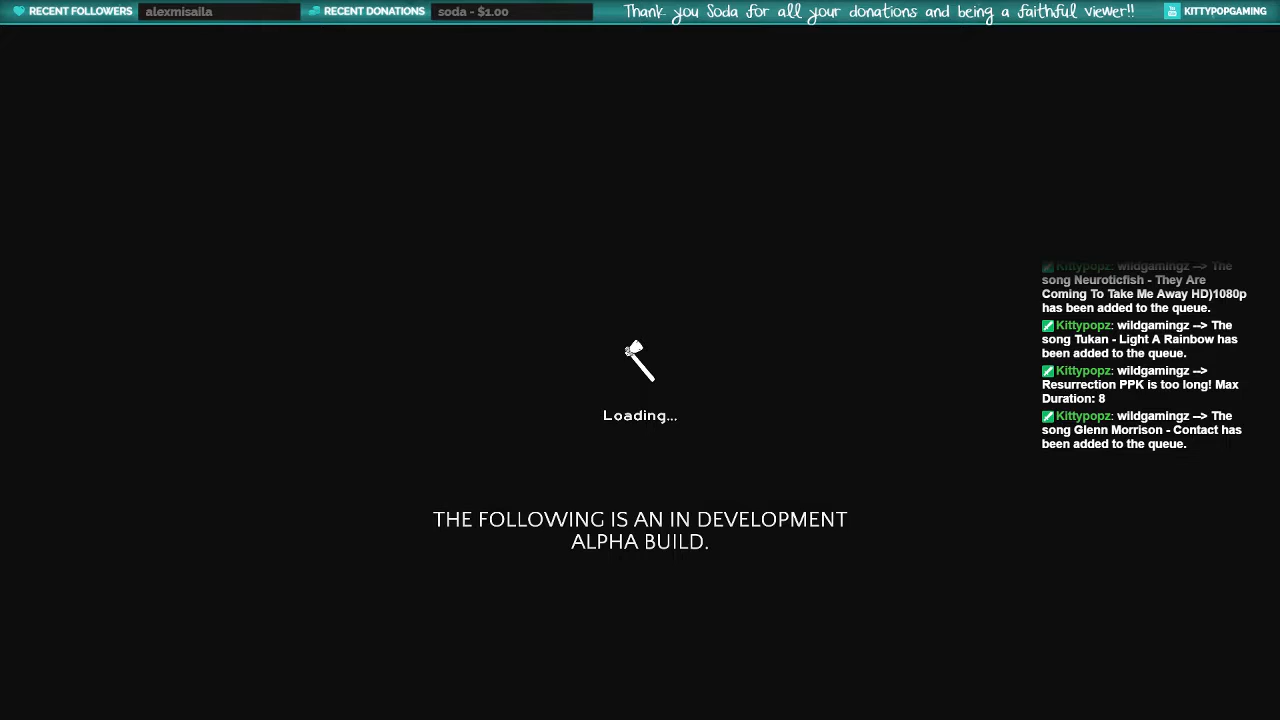 RECENT FOLLOWERS alexmisaila RECENT DONATIONS soda - $1.00 Thank you Soda for all your donations and being a faithful viewer!! KITTYPOPGAMING
Kittypopz: wildgamingz --> The
song Neuroticfish - They Are
Coming To Take Me Away HD)1080p
has been added to the queue.
Kittypopz: wildgamingz --> The
song Tukan - Light A Rainbow has
been added to the queue.
Kittypopz: wildgamingz -->
Resurrection PPK is too long! Max
Duration: 8
Kittypopz: wildgamingz --> The
song Glenn Morrison - Contact has
been added to the queue.
Loading...
THE FOLLOWING IS AN IN DEVELOPMENT
ALPHA BUILD.